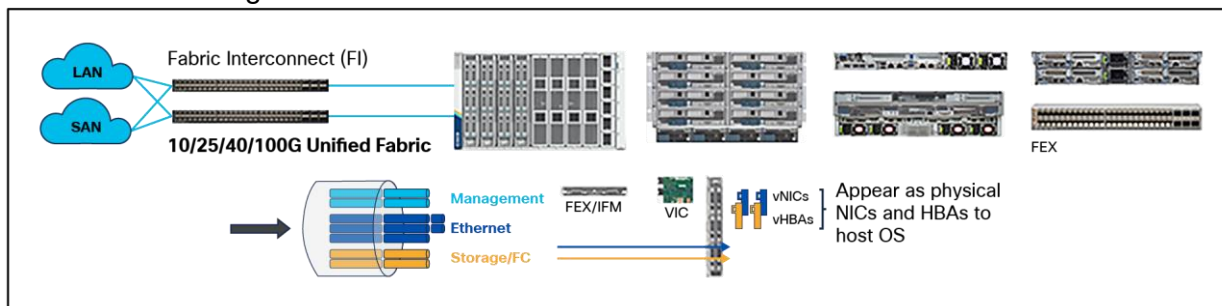 LAN
SAN
Fabric Interconnect (FI)
10/25/40/100G Unified Fabric
FEX
Management
Ethernet
Storage/FC
FEX/IFM
VIC
vNICs
vHBAs
Appear as physical
NICs and HBAs to
host OS